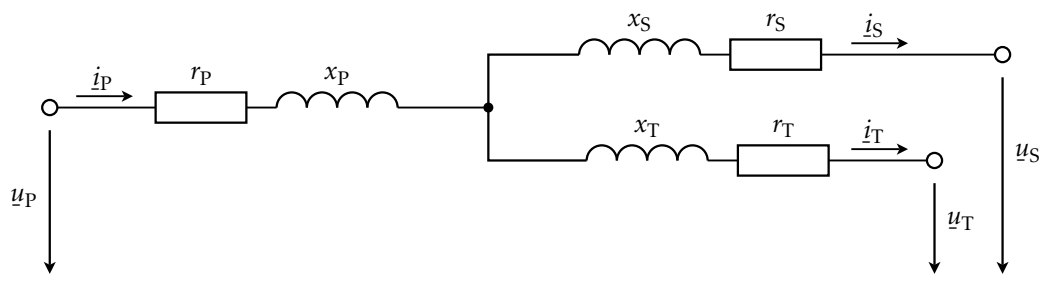 x_S r_S i_S
i_P r_P x_P
x_T r_T i_T
u_P u_T u_S